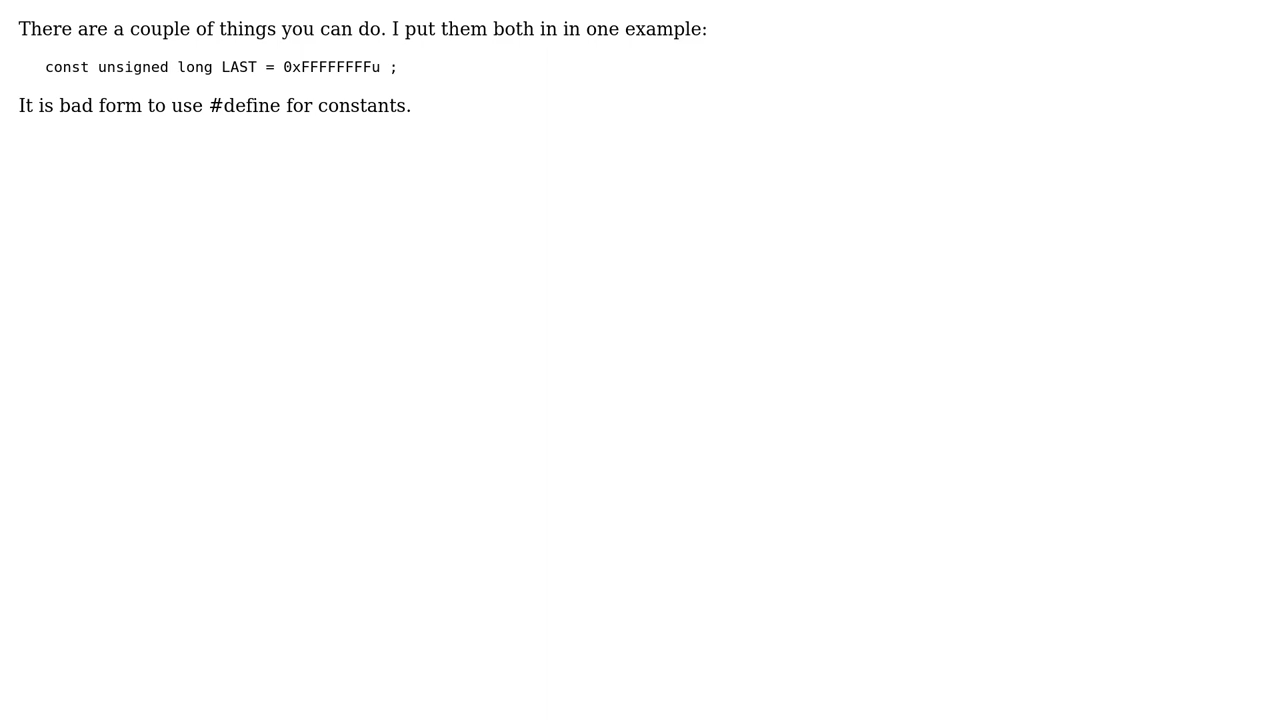 There are a couple of things you can do. I put them both in in one example:
const unsigned long LAST = 0xFFFFFFFFu ;
It is bad form to use #define for constants.